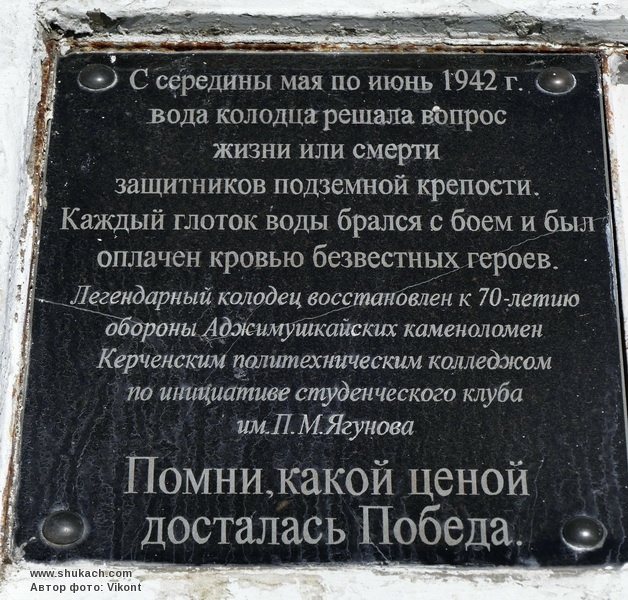 С середины мая по июнь 1942 г.
вода колодца решала вопрос
жизни или смерти
защитников подземной крепости.
Каждый глоток воды брался с боем и был
оплачен кровью безвестных героев.
Легендарный колодец восстановлен к 70-летию
обороны Аджимушкайских каменоломен
Керченским политехническим колледжом
по инициативе студенческого клуба
им.П.М.Ягунова
Помни,какой ценой
досталась Победа.
www.shukach.com
Автор фото: Vikont